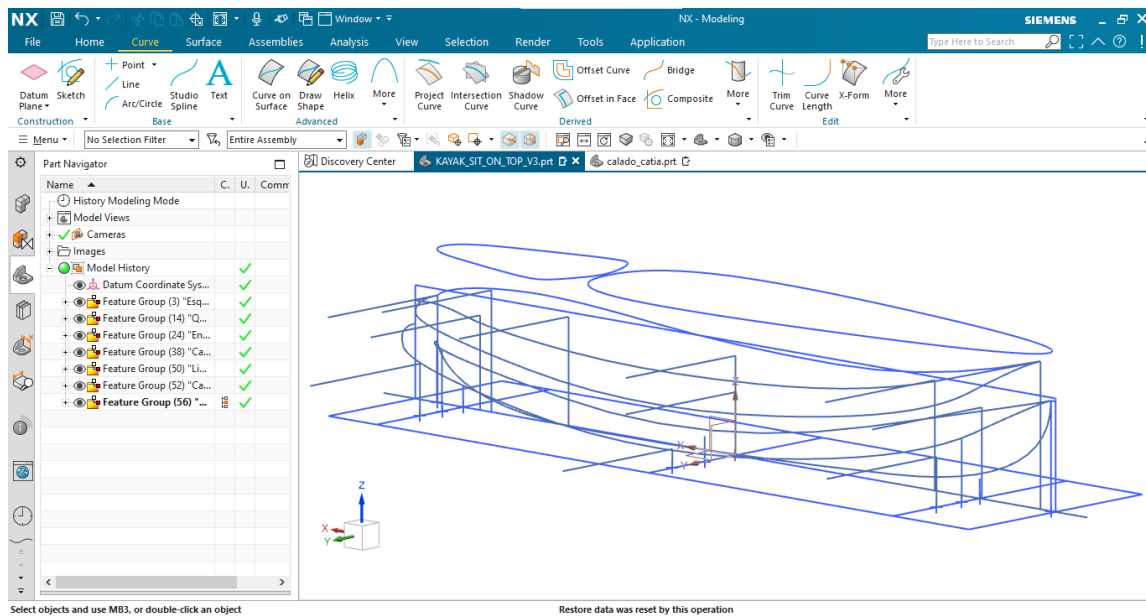 NX Window NX - Modeling SIEMENS
File Home Curve Surface Assemblies Analysis View Selection Render Tools Application Type Here to Search
Datum Plane Sketch Point Line Arc/Circle Studio Spline Text Curve on Surface Draw Shape Helix More Project Curve Intersection Curve Shadow Curve Offset Curve Offset in Face Bridge Composite More Trim Curve Curve Length X-Form More
Construction Base Advanced Derived Edit
Menu No Selection Filter Entire Assembly
Part Navigator Discovery Center KAYAK_SIT_ON_TOP_V3.prt calado_catia.prt
Name C. U. Comm
History Modeling Mode
Model Views
Cameras
Images
Model History
Datum Coordinate Sys...
Feature Group (3) "Esq...
Feature Group (14) "Q...
Feature Group (24) "En...
Feature Group (38) "Ca...
Feature Group (50) "Li...
Feature Group (52) "Ca...
Feature Group (56) "...
Z
X
Y
Z
X
Y
Select objects and use MB3, or double-click an object Restore data was reset by this operation